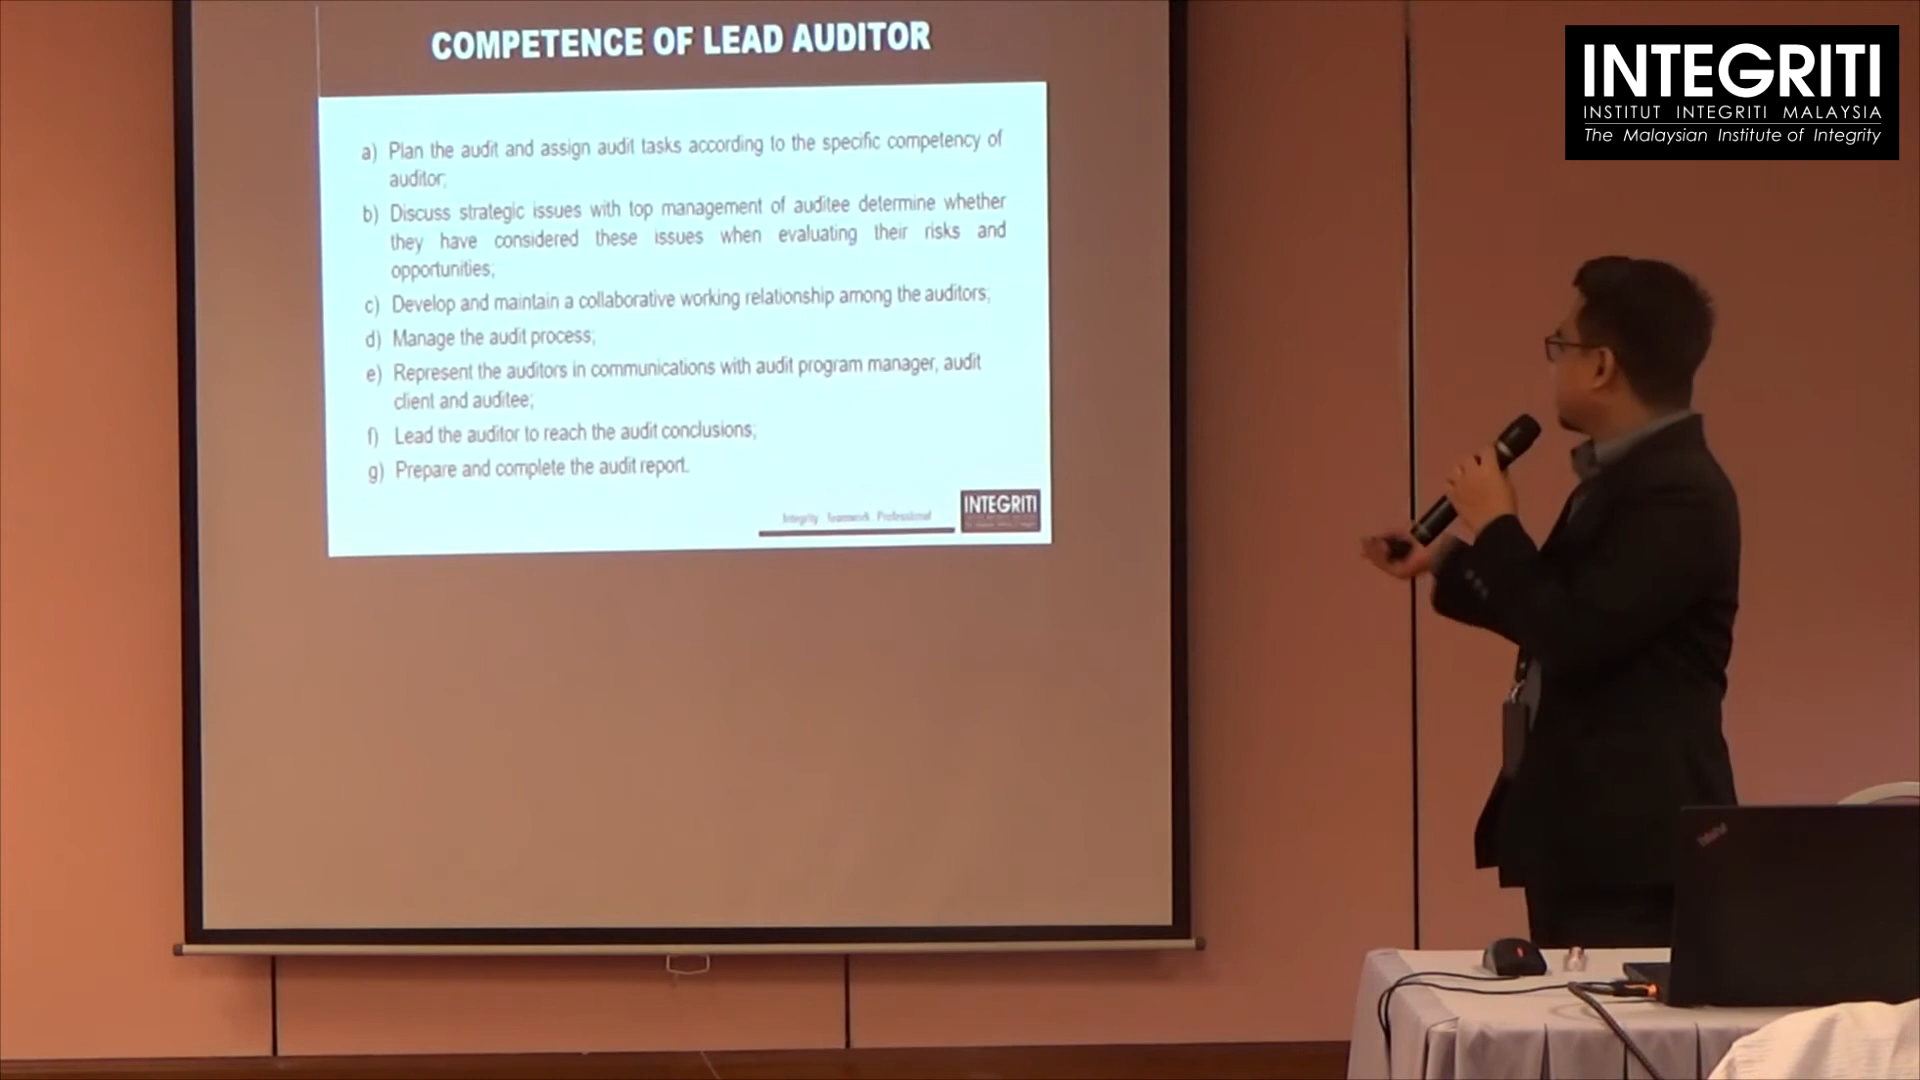 COMPETENCE OF LEAD AUDITOR
a) Plan the audit and assign audit tasks according to the specific competency of
auditor;
b) Discuss strategic issues with top management of auditee determine whether
they have considered these issues when evaluating their risks and
opportunities;
c) Develop and maintain a collaborative working relationship among the auditors;
d) Manage the audit process;
e) Represent the auditors in communications with audit program manager, audit
client and auditee;
f) Lead the auditor to reach the audit conclusions;
g) Prepare and complete the audit report.
Integrity Teamwork Professional
INTEGRITI
INTEGRITI
INSTITUT INTEGRITI MALAYSIA
The Malaysian Institute of Integrity
ThinkPad